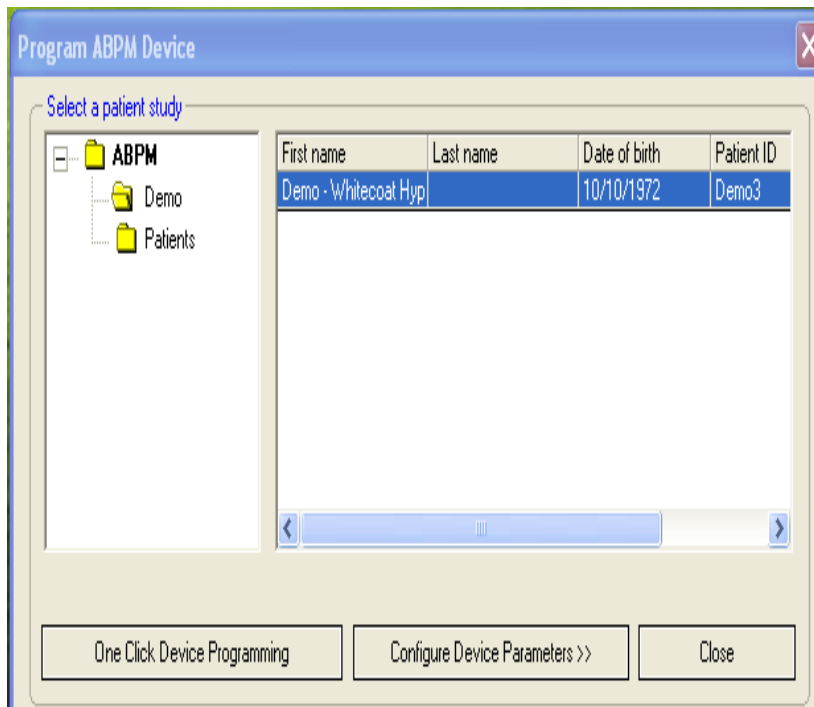 Program ABPM Device
Select a patient study
ABPM
Demo
Patients
First name Last name Date of birth Patient ID
Demo - Whitecoat Hyp 10/10/1972 Demo3
One Click Device Programming Configure Device Parameters >> Close